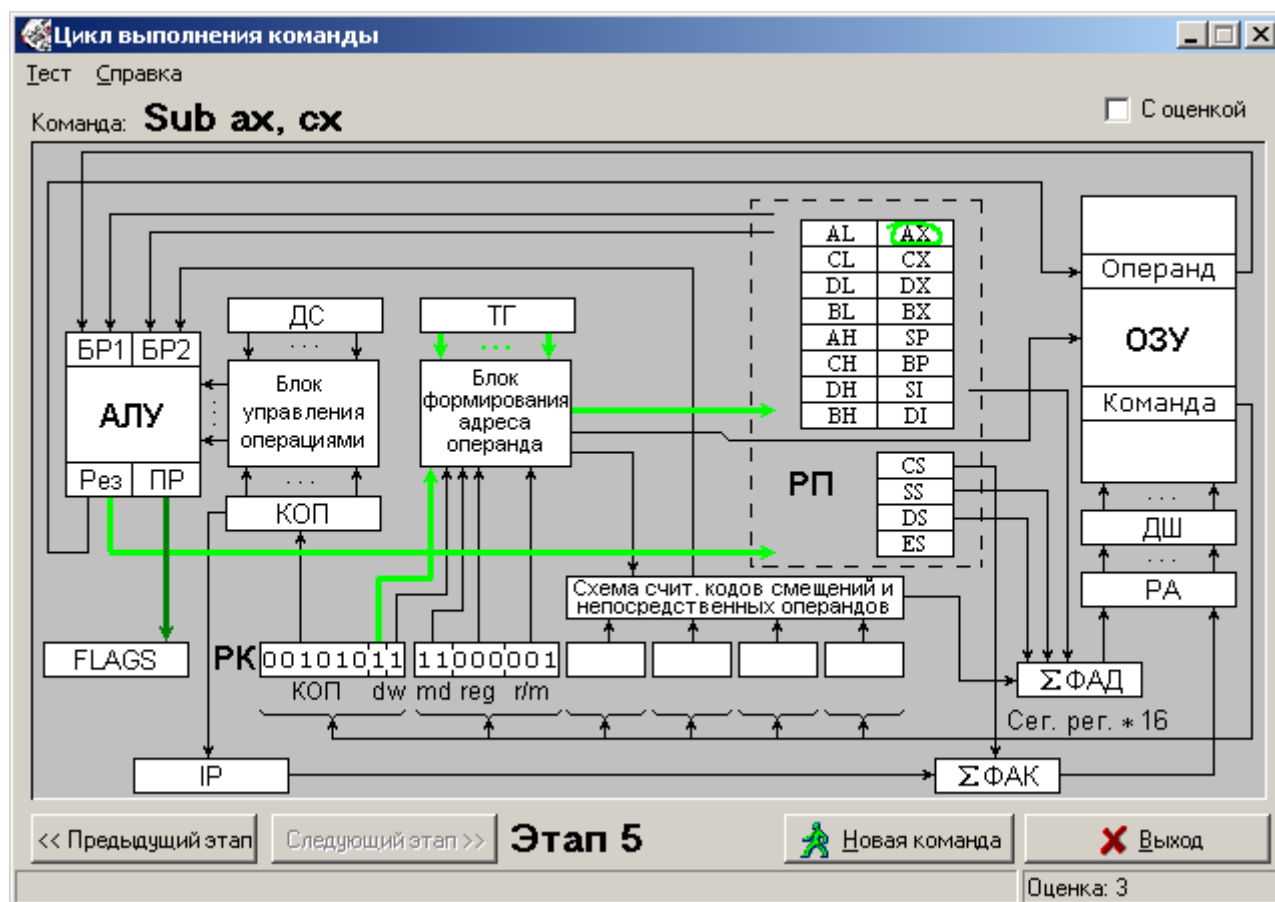 Цикл выполнения команды
Тест Справка
Команда: Sub ax, cx
С оценкой
AL AX
CL CX
DL DX
BL BX
AH SP
CH BP
DH SI
BH DI
Операнд
ОЗУ
Команда
ДС
ТГ
. . .
. . .
БР1 БР2
АЛУ
Рез ПР
Блок
управления
операциями
Блок
формирования
адреса
операнда
. . .
КОП
РП
CS
SS
DS
ES
. . .
ДШ
. . .
РА
Схема счит. кодов смещений и
непосредственных операндов
FLAGS
РК 00101011 11000001
КОП dw md reg r/m
ΣФАД
Сег. рег. * 16
IP
ΣФАК
<< Предыдущий этап
Следующий этап >>
Этап 5
Новая команда
Выход
Оценка: 3